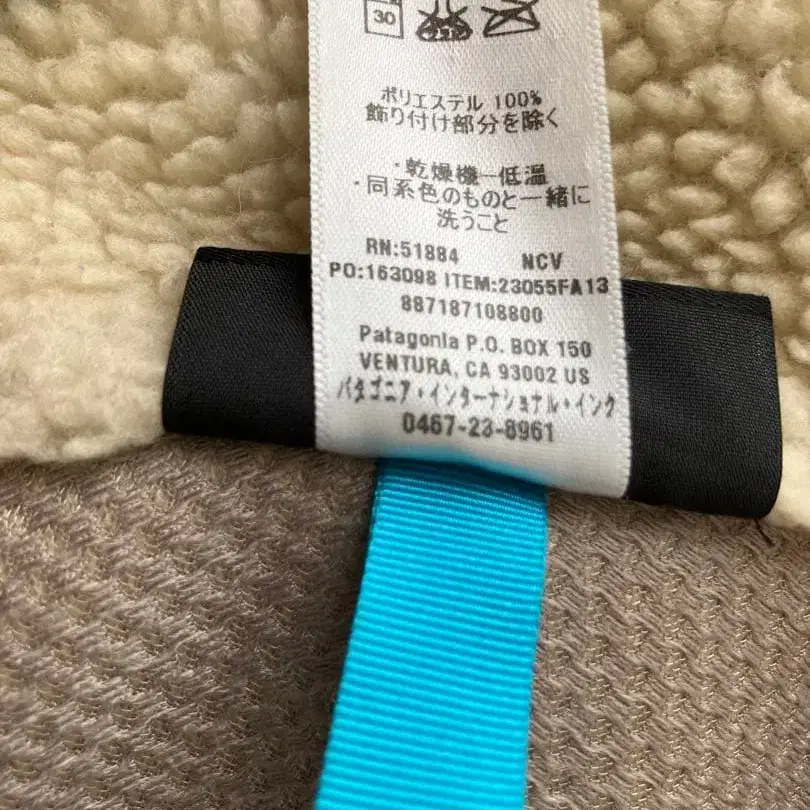 30
ポリエステル 100%
飾り付け部分を除く
・乾燥機ー低温
・同系色のものと一緒に
洗うこと
RN:51884 NCV
PO:163098 ITEM:23055FA13
887187108800
Patagonia P.O. BOX 150
VENTURA, CA 93002 US
パタゴニア・インターナショナル・インク
0467-23-8961